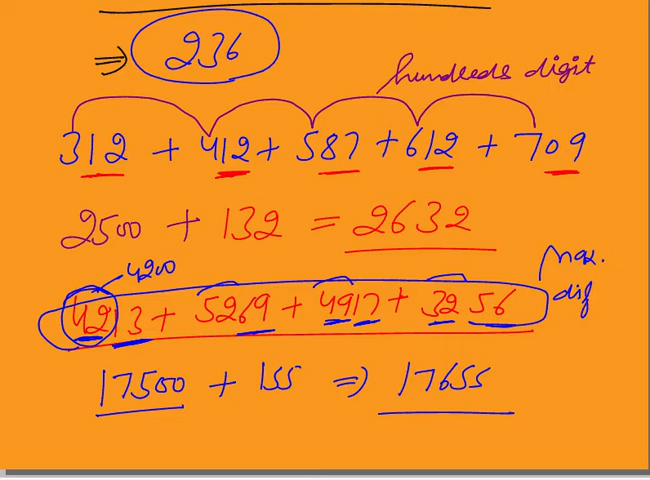 ⇒ 236
hundreds digit
312 + 412 + 587 + 612 + 709
2500 + 132 = 2632
4200
Max.
4213 + 5269 + 4917 + 3256
dif
17500 + 155 ⇒ 17655